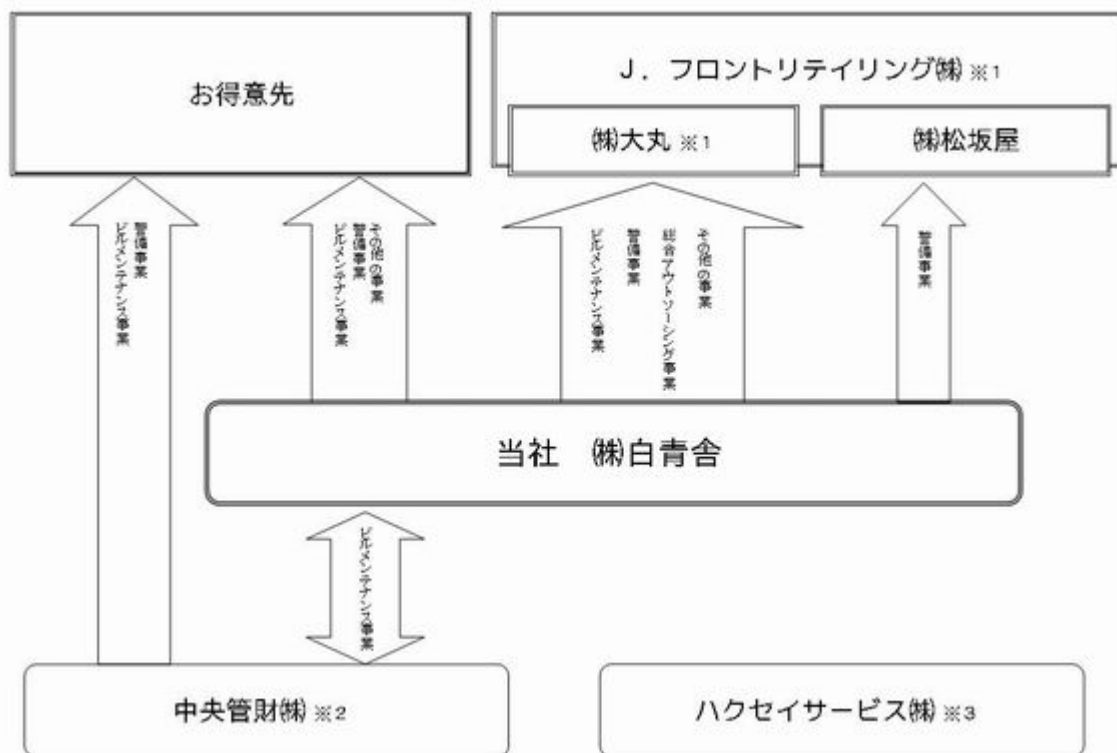 お得意先
J．フロントリテイリング㈱ ※1
㈱大丸 ※1
㈱松坂屋
警備事業
ビルメンテナンス事業
その他の事業
警備事業
ビルメンテナンス事業
その他の事業
総合アウトソーシング事業
警備事業
ビルメンテナンス事業
警備事業
当社　㈱白青舎
ビルメンテナンス事業
中央管財㈱ ※2
ハクセイサービス㈱ ※3